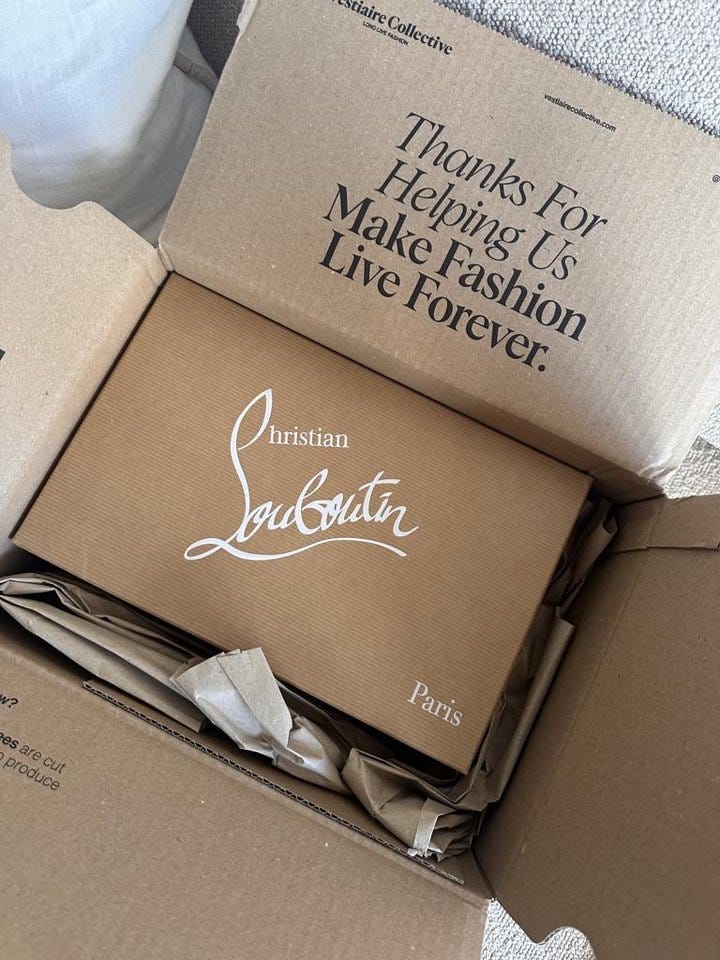 Vestiaire Collective
LONG LIVE FASHION
vestiairecollective.com
Thanks For
Helping Us
Make Fashion
Live Forever.
Christian
Louboutin
Paris
w?
ees are cut
produce